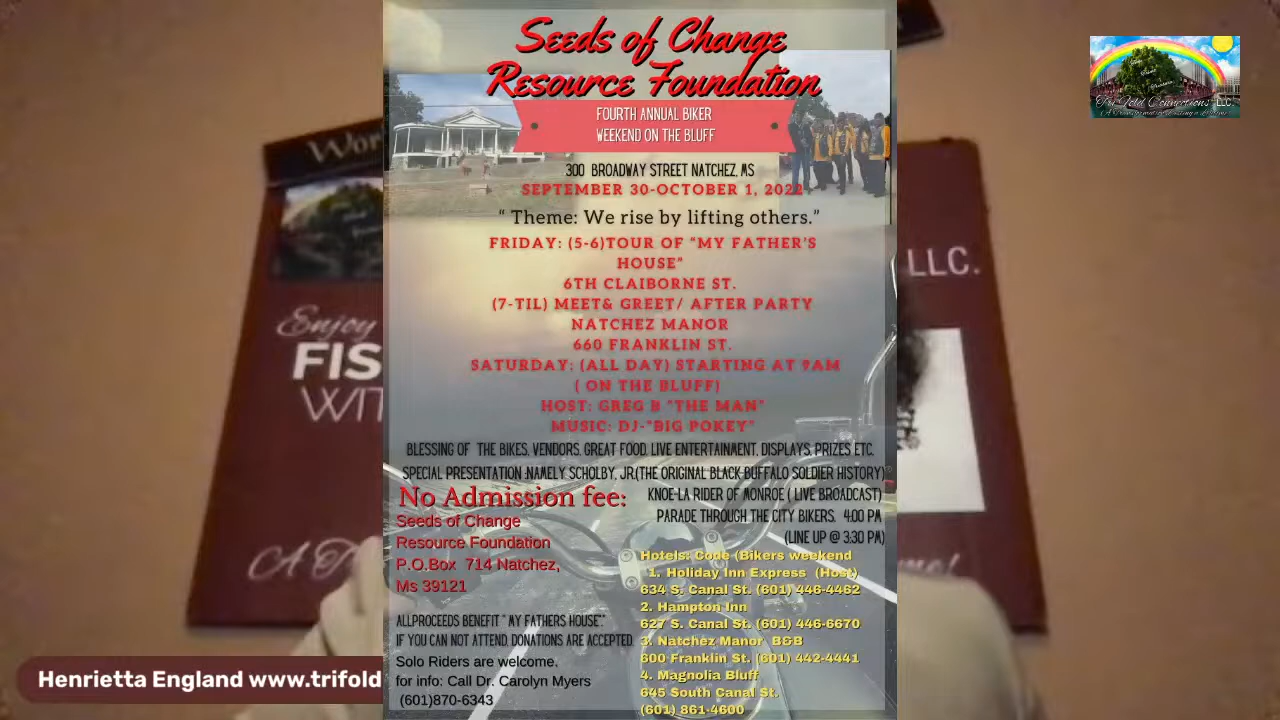 Seeds of Change
Resource Foundation
FOURTH ANNUAL BIKER
WEEKEND ON THE BLUFF
300 BROADWAY STREET NATCHEZ, MS
SEPTEMBER 30-OCTOBER 1, 2022
“ Theme: We rise by lifting others.”
FRIDAY: (5-6)TOUR OF "MY FATHER'S
HOUSE"
6TH CLAIBORNE ST.
(7-TIL) MEET& GREET/ AFTER PARTY
NATCHEZ MANOR
660 FRANKLIN ST.
SATURDAY: (ALL DAY) STARTING AT 9AM
( ON THE BLUFF)
HOST: GREG B "THE MAN"
MUSIC: DJ-"BIG POKEY"
BLESSING OF THE BIKES, VENDORS, GREAT FOOD, LIVE ENTERTAINMENT, DISPLAYS, PRIZES ETC.
SPECIAL PRESENTATION :NAMELY SCHOLBY, JR.(THE ORIGINAL BLACK BUFFALO SOLDIER HISTORY)
No Admission fee:
Seeds of Change
Resource Foundation
P.O.Box 714 Natchez,
Ms 39121
KNOE-LA RIDER OF MONROE ( LIVE BROADCAST)
PARADE THROUGH THE CITY BIKERS, 4:00 PM
(LINE UP @ 3:30 PM)
Hotels: Code (Bikers weekend
1. Holiday Inn Express (Host)
634 S. Canal St. (601) 446-4462
2. Hampton Inn
627 S. Canal St. (601) 446-6670
3. Natchez Manor B&B
600 Franklin St. (601) 442-4441
4. Magnolia Bluff
645 South Canal St.
(601) 861-4600
ALLPROCEEDS BENEFIT " MY FATHERS HOUSE".
IF YOU CAN NOT ATTEND, DONATIONS ARE ACCEPTED.
Solo Riders are welcome.
for info: Call Dr. Carolyn Myers
(601)870-6343
Wor
Enjoy
FIS
WIT
LLC.
Henrietta England www.trifold
Tri Fold Connections LLC.